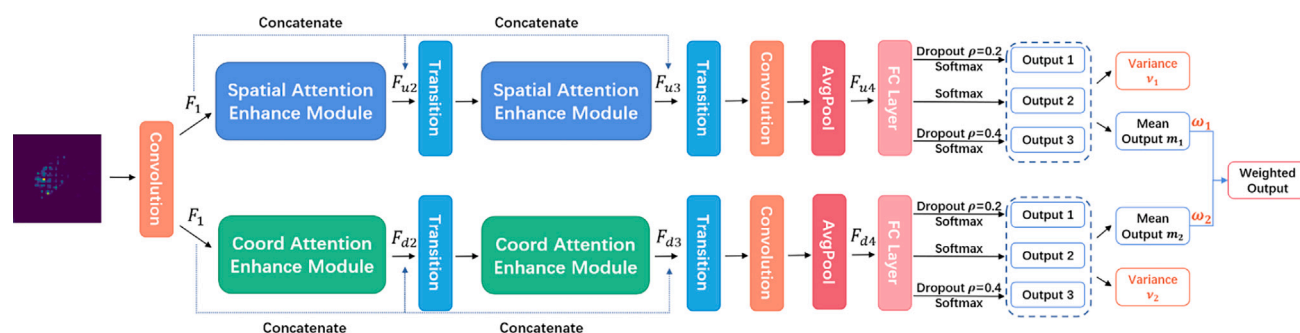 Concatenate
Concatenate
F1
Spatial Attention
Enhance Module
Fu2
Transition
Spatial Attention
Enhance Module
Fu3
Transition
Convolution
AvgPool
Fu4
FC Layer
Dropout ρ=0.2
Softmax
Softmax
Dropout ρ=0.4
Softmax
Output 1
Output 2
Output 3
Variance
ν1
Mean
Output m1
ω1
Convolution
Weighted
Output
F1
Coord Attention
Enhance Module
Fd2
Transition
Coord Attention
Enhance Module
Fd3
Transition
Convolution
AvgPool
Fd4
FC Layer
Dropout ρ=0.2
Softmax
Softmax
Dropout ρ=0.4
Softmax
Output 1
Output 2
Output 3
Mean
Output m2
ω2
Variance
ν2
Concatenate
Concatenate